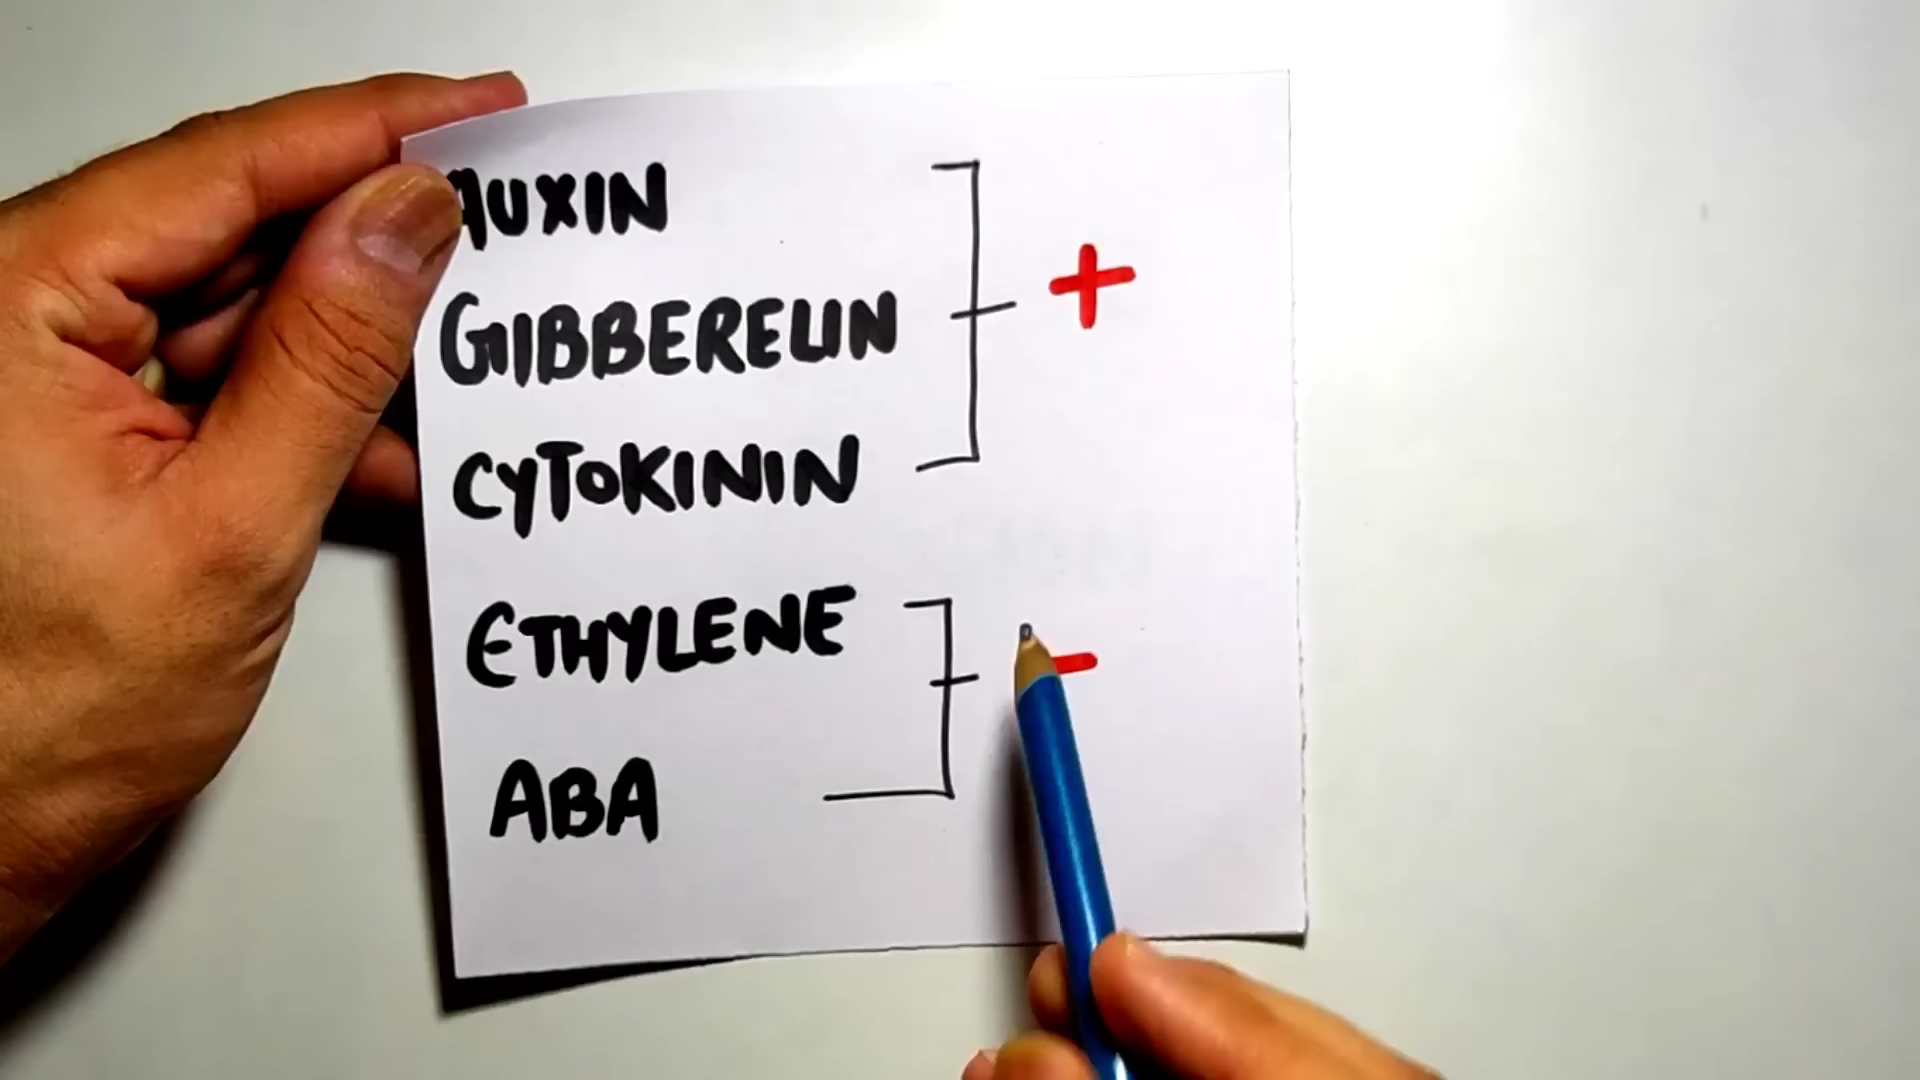 AUXIN
GIBBERELIN
+
CYTOKININ
ETHYLENE
-
ABA